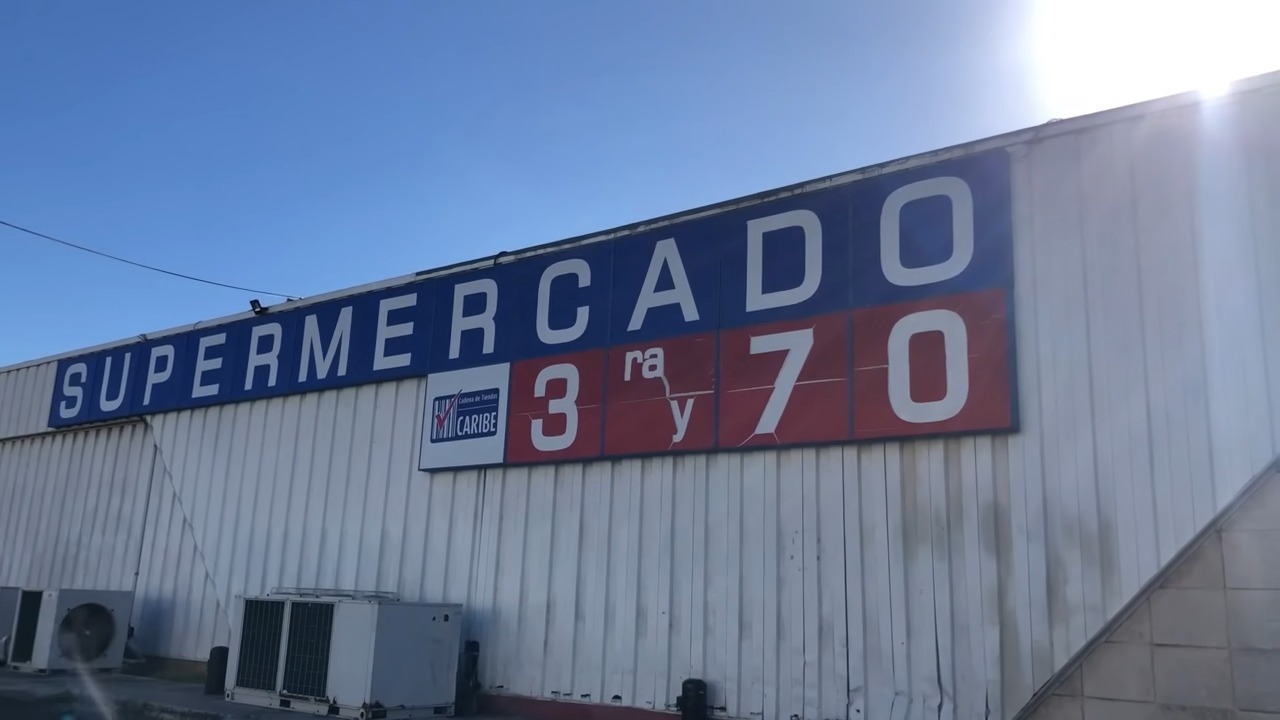 SUPERMERCADO
Cadena de Tiendas
CARIBE
3ra y 70